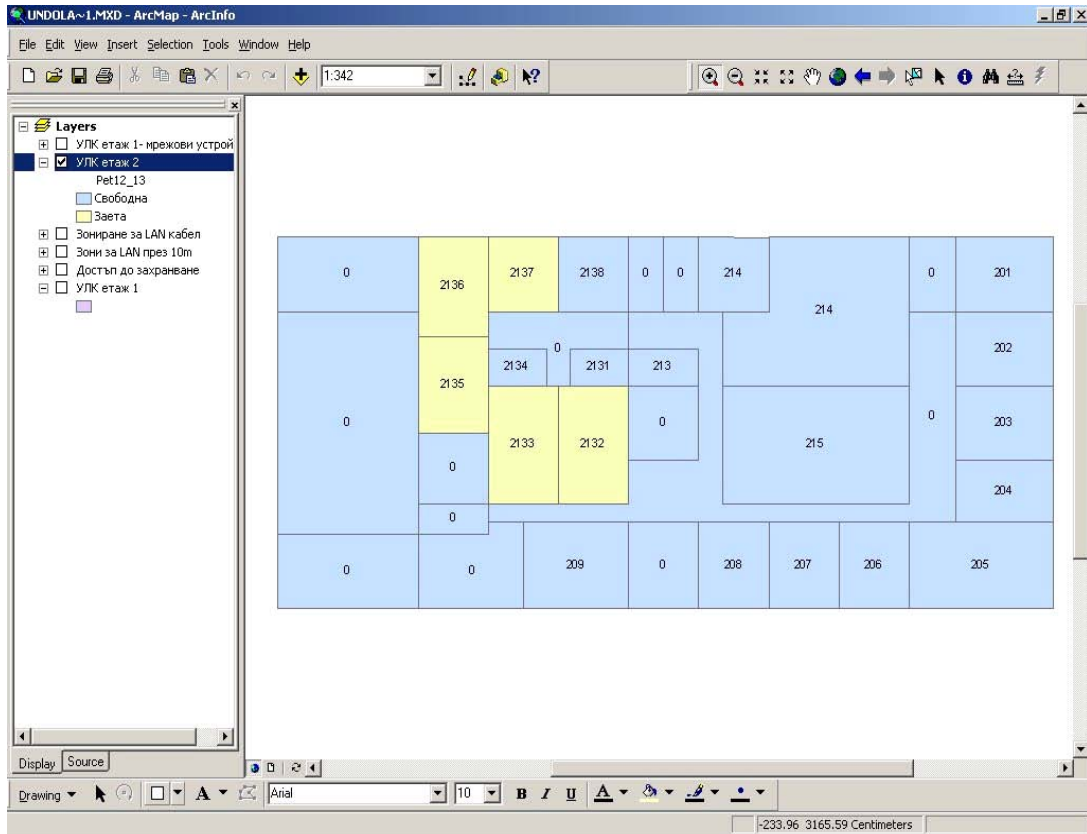 UNDOLA~1.MXD - ArcMap - ArcInfo
File Edit View Insert Selection Tools Window Help
1:342
Layers
УЛК етаж 1- мрежови устрой
УЛК етаж 2
Pet12_13
Свободна
Заета
Зониране за LAN кабел
Зони за LAN през 10m
Достъп до захранване
УЛК етаж 1
0 2136 2137 2138 0 0 214 214 0 201
0 2135 2134 0 2131 213 202
2133 2132 0 215 0 203
0 204
0
0 0 209 0 208 207 206 205
Display Source
Drawing A Arial 10 B I U A
-233.96 3165.59 Centimeters